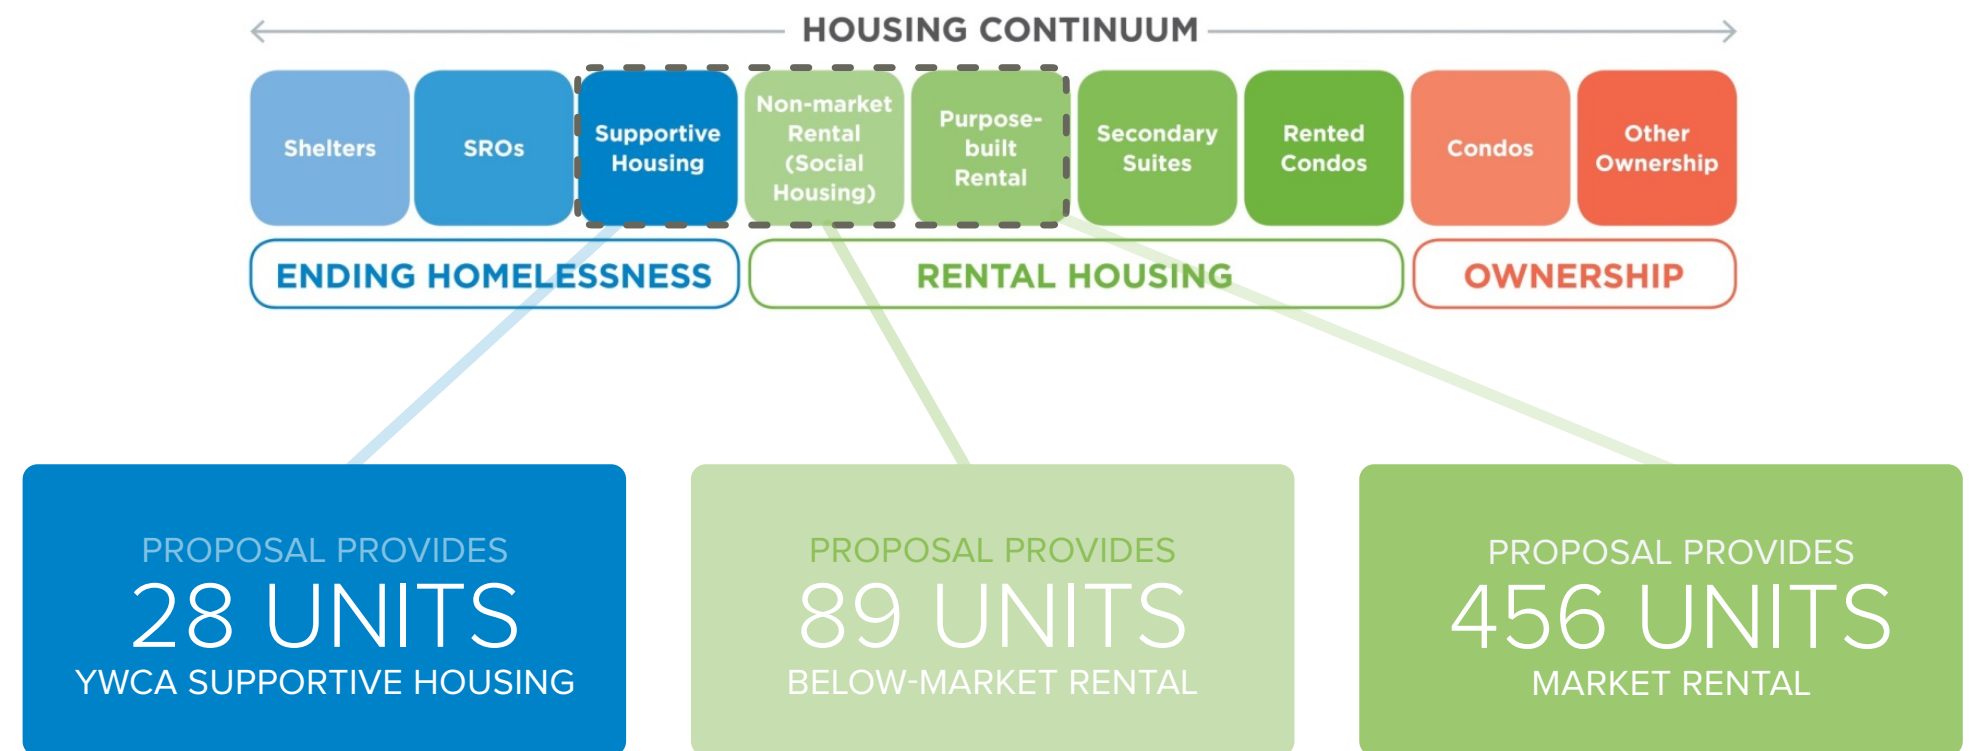 HOUSING CONTINUUM
Shelters
SROs
Supportive
Housing
Non-market
Rental
(Social
Housing)
Purpose-
built
Rental
Secondary
Suites
Rented
Condos
Condos
Other
Ownership
ENDING HOMELESSNESS
RENTAL HOUSING
OWNERSHIP
PROPOSAL PROVIDES
28 UNITS
YWCA SUPPORTIVE HOUSING
PROPOSAL PROVIDES
89 UNITS
BELOW-MARKET RENTAL
PROPOSAL PROVIDES
456 UNITS
MARKET RENTAL